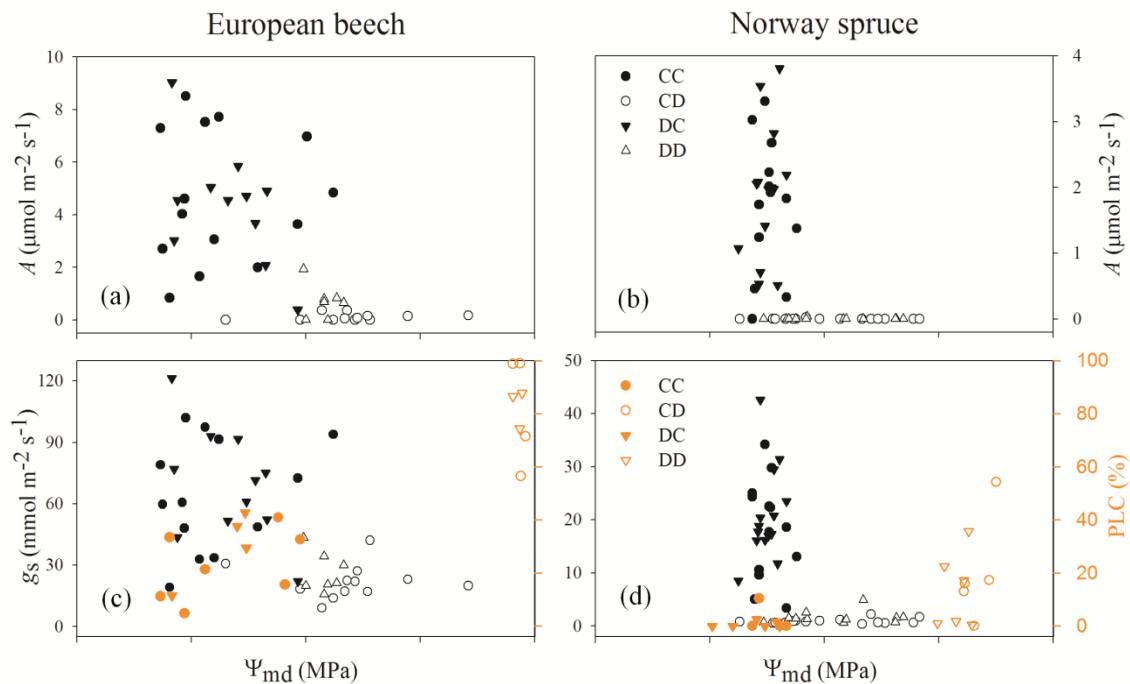 European beech
Norway spruce
10
8
6
4
2
0
A (μmol m-2 s-1)
(a)
CC
CD
DC
DD
4
3
2
1
0
A (μmol m-2 s-1)
(b)
120
90
60
30
0
gs (mmol m-2 s-1)
(c)
50
40
30
20
10
0
CC
CD
DC
DD
100
80
60
40
20
0
PLC (%)
(d)
Ψmd (MPa)
Ψmd (MPa)